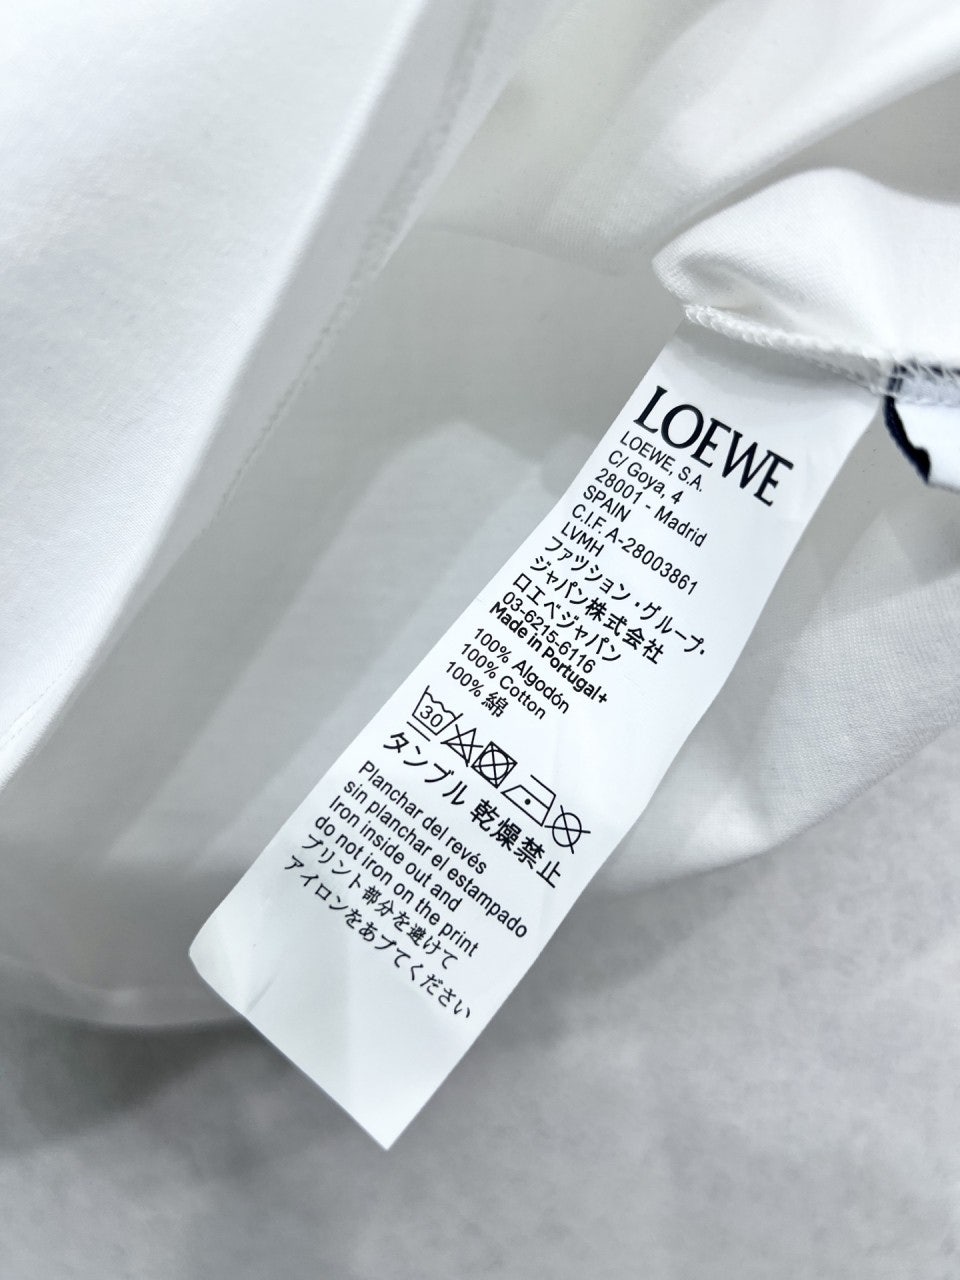 LOEWE
LOEWE, S.A.
C/ Goya, 4
28001 - Madrid
SPAIN
C.I.F. A-28003861
LVMH
ファッション・グループ・
ジャパン株式会社
ロエベジャパン
03-6215-6116
Made in Portugal+
100% Algodón
100% Cotton
100% 綿
30
タンブル 乾燥禁止
Planchar del revés
sin planchar el estampado
Iron inside out and
do not iron on the print
プリント部分を避けて
アイロンをあブてください